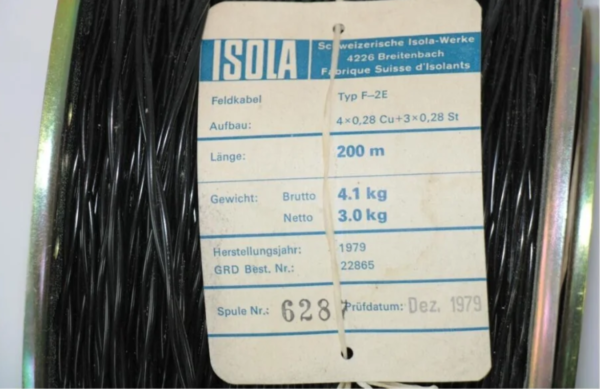 ISOLA
Schweizerische Isola-Werke
4226 Breitenbach
Fabrique Suisse d'Isolants
Feldkabel Typ F-2E
Aufbau: 4×0,28 Cu+3×0,28 St
Länge: 200 m
Gewicht: Brutto 4.1 kg
Netto 3.0 kg
Herstellungsjahr: 1979
GRD Best. Nr.: 22865
Spule Nr.: 6287 Prüfdatum: Dez. 1979